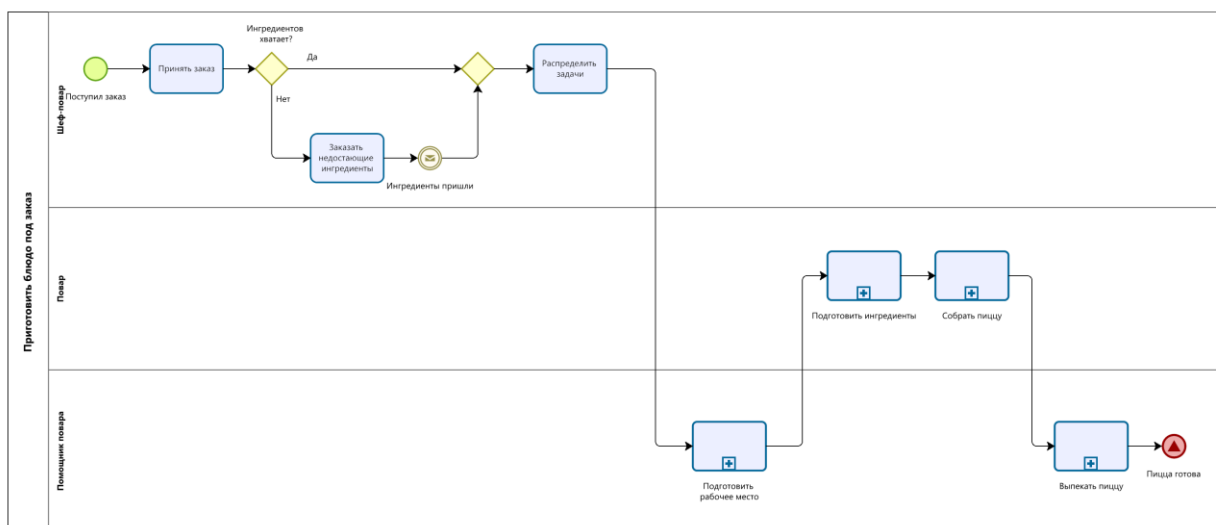 Приготовить блюдо под заказ
Шеф-повар
Поступил заказ
Принять заказ
Ингредиентов
хватает?
Да
Нет
Заказать
недостающие
ингредиенты
Ингредиенты пришли
Распределить
задачи
Повар
Подготовить ингредиенты
Собрать пиццу
Помощник повара
Подготовить
рабочее место
Выпекать пиццу
Пицца готова